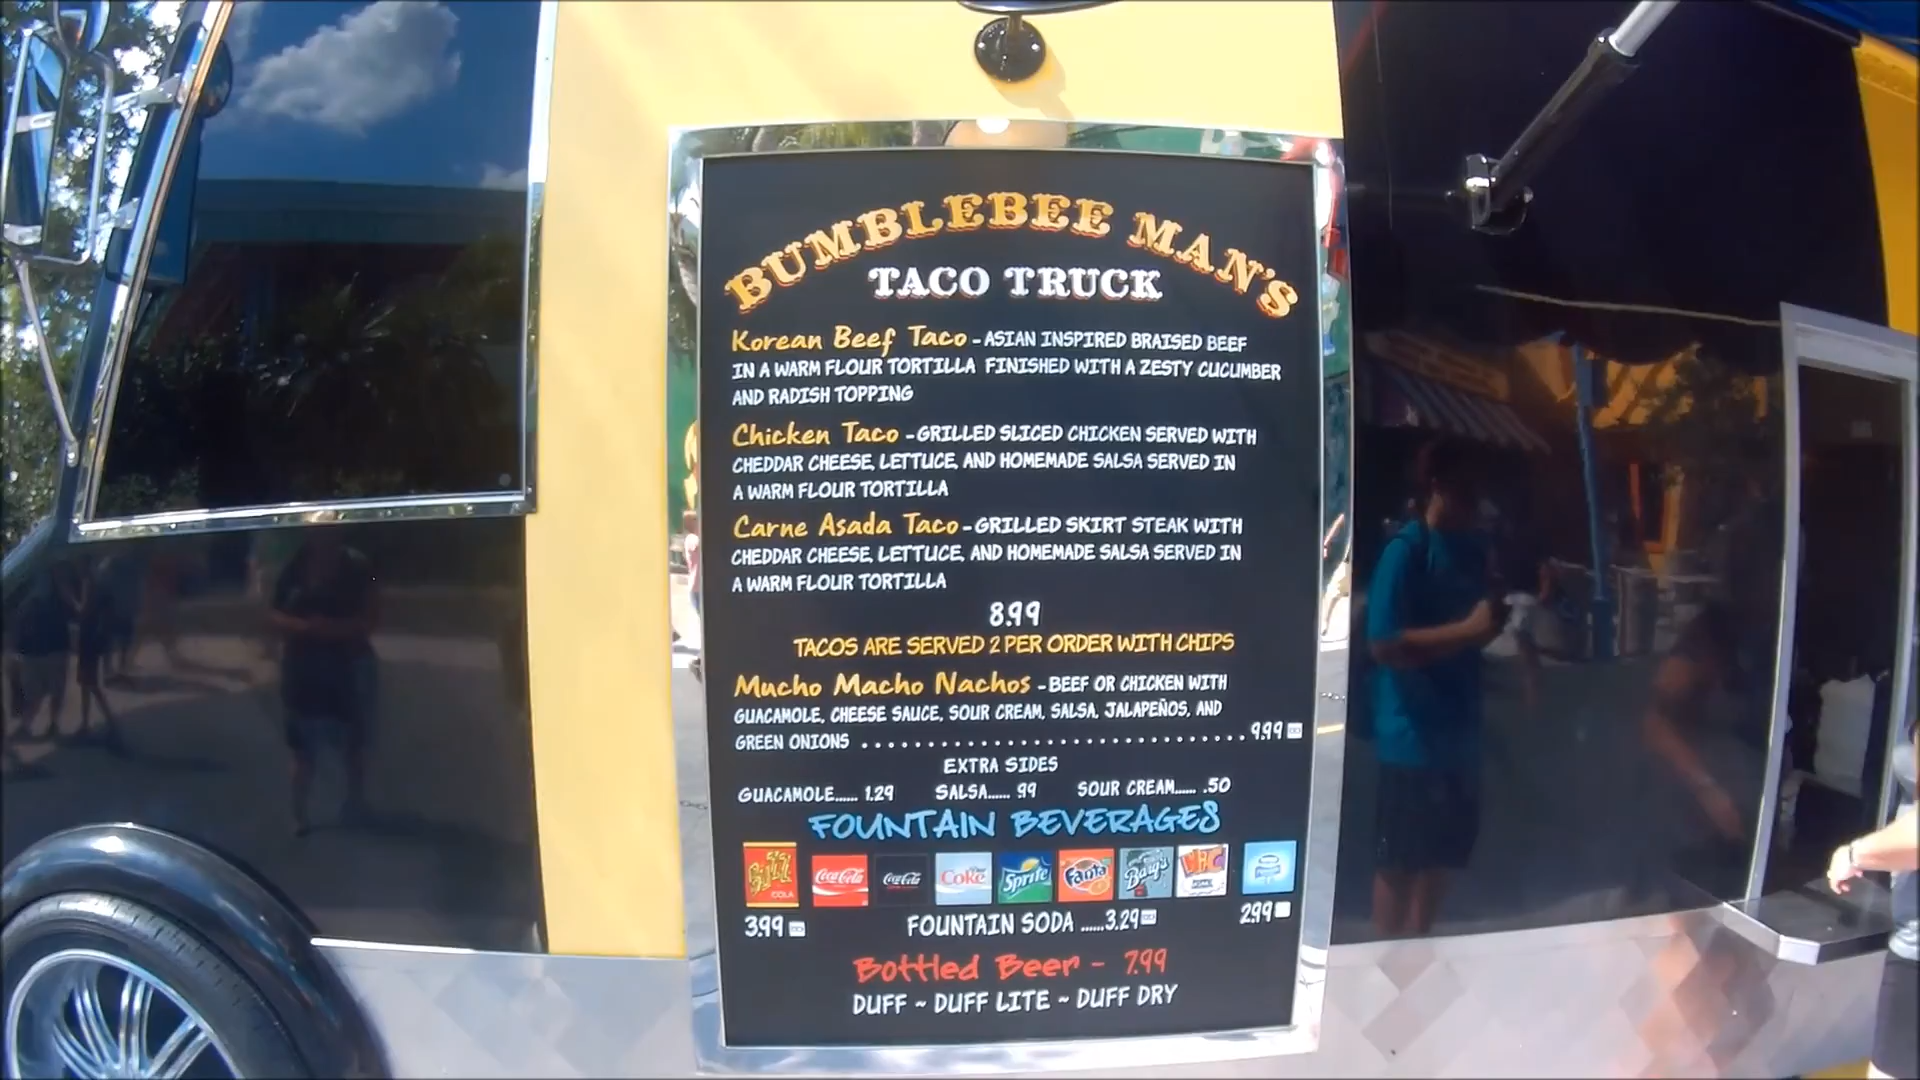 BUMBLEBEE MAN'S
TACO TRUCK
Korean Beef Taco - ASIAN INSPIRED BRAISED BEEF
IN A WARM FLOUR TORTILLA FINISHED WITH A ZESTY CUCUMBER
AND RADISH TOPPING
Chicken Taco - GRILLED SLICED CHICKEN SERVED WITH
CHEDDAR CHEESE, LETTUCE, AND HOMEMADE SALSA SERVED IN
A WARM FLOUR TORTILLA
Carne Asada Taco - GRILLED SKIRT STEAK WITH
CHEDDAR CHEESE, LETTUCE, AND HOMEMADE SALSA SERVED IN
A WARM FLOUR TORTILLA
8.99
TACOS ARE SERVED 2 PER ORDER WITH CHIPS
Mucho Macho Nachos - BEEF OR CHICKEN WITH
GUACAMOLE, CHEESE SAUCE, SOUR CREAM, SALSA, JALAPEÑOS, AND
GREEN ONIONS ................................ 9.99
EXTRA SIDES
GUACAMOLE...... 1.29 SALSA...... .99 SOUR CREAM...... .50
FOUNTAIN BEVERAGES
BUZZ COLA Coca-Cola Coca-Cola Diet Coke Sprite Fanta Barq's
3.99 FOUNTAIN SODA ......3.29 2.99
Bottled Beer - 7.99
DUFF ~ DUFF LITE ~ DUFF DRY